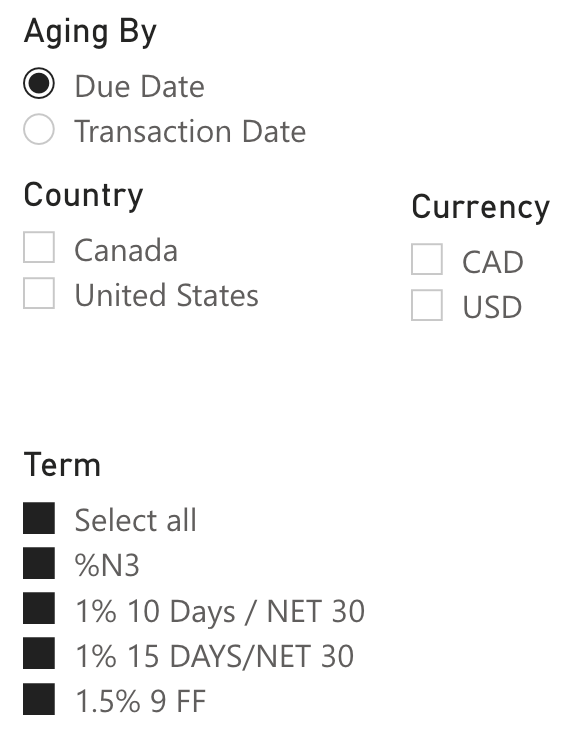 Aging By
Due Date
Transaction Date
Country
Canada
United States
Currency
CAD
USD
Term
Select all
%N3
1% 10 Days / NET 30
1% 15 DAYS/NET 30
1.5% 9 FF